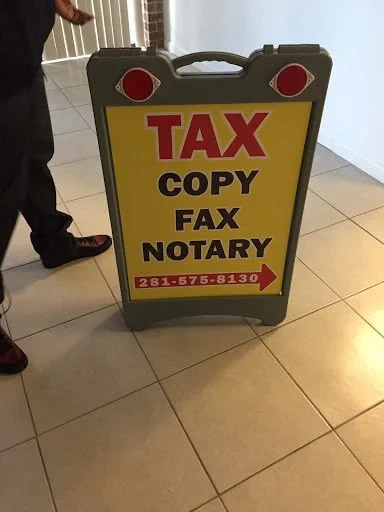 TAX
COPY
FAX
NOTARY
281-575-8130